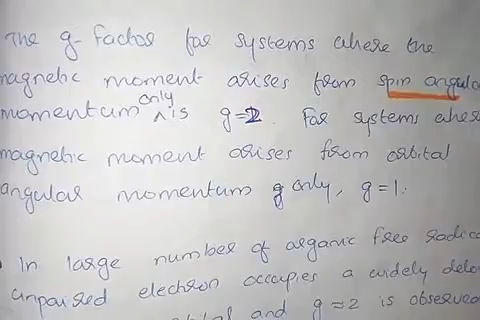 The g-factor for systems where the
magnetic moment arises from spin angula
momentum only is g=2. For systems wher
magnetic moment arises from orbital
angular momentum only, g=1.
In large number of organic free radica
unpaired electron occupies a widely delo
and g≈2 is observed